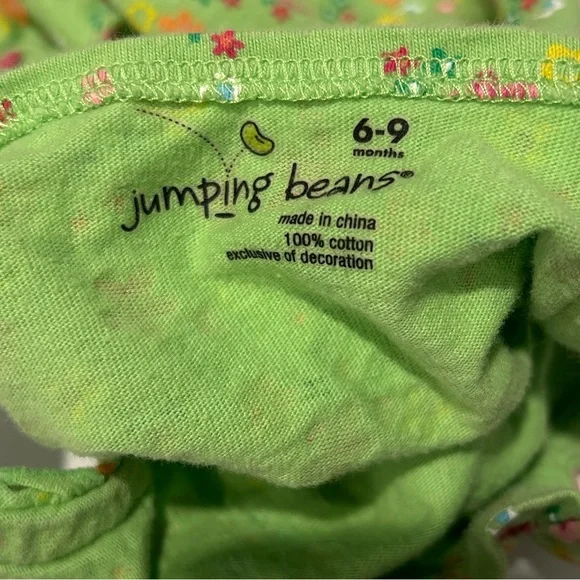 6-9
months
jumping beans®
made in china
100% cotton
exclusive of decoration